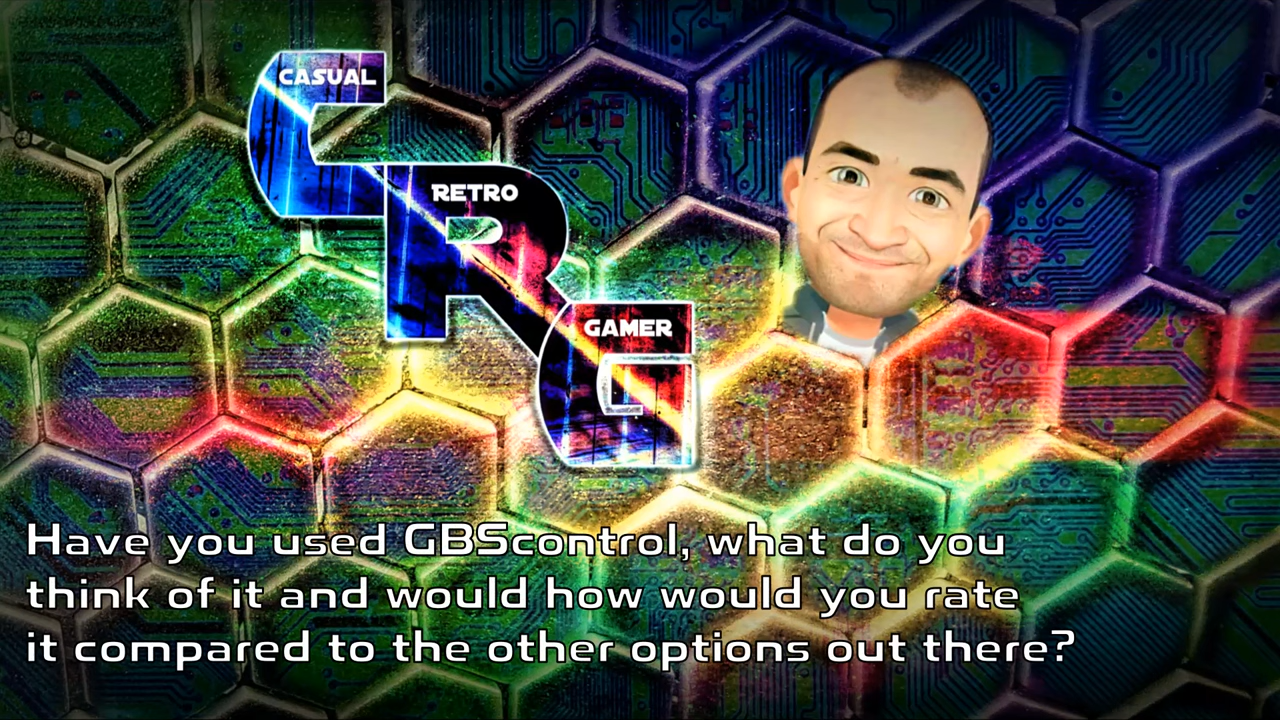 CASUAL
RETRO
GAMER
Have you used GBScontrol, what do you
think of it and would how would you rate
it compared to the other options out there?